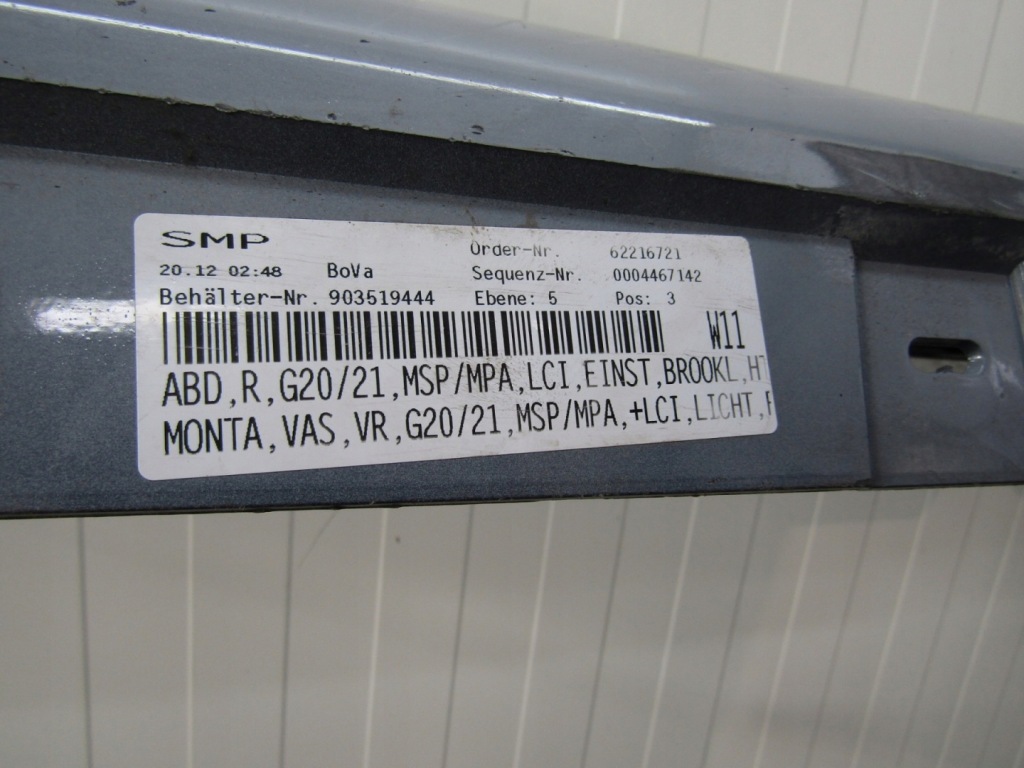 SMP Order-Nr. 62216721
20.12 02:48 BoVa Sequenz-Nr. 0004467142
Behälter-Nr. 903519444 Ebene: 5 Pos: 3
W11
ABD,R,G20/21,MSP/MPA,LCI,EINST,BROOKL,
MONTA,VAS,VR,G20/21,MSP/MPA,+LCI,LICHT,